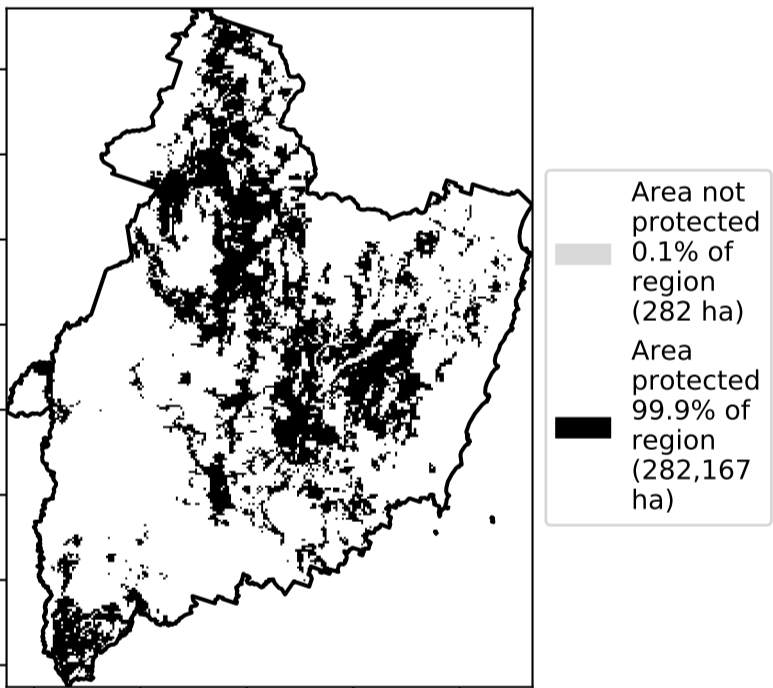 Area not
protected
0.1% of
region
(282 ha)
Area
protected
99.9% of
region
(282,167
ha)